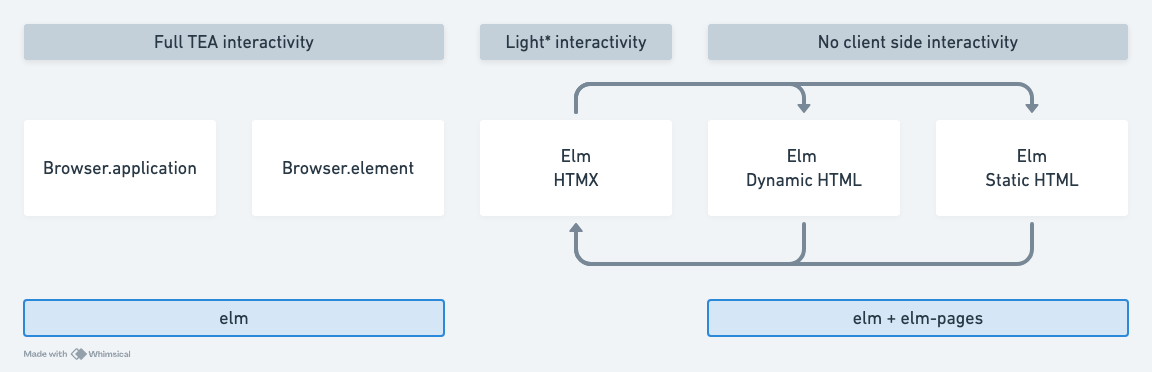 Full TEA interactivity
Light* interactivity
No client side interactivity
Browser.application
Browser.element
Elm
HTMX
Elm
Dynamic HTML
Elm
Static HTML
elm
elm + elm-pages
Made with Whimsical